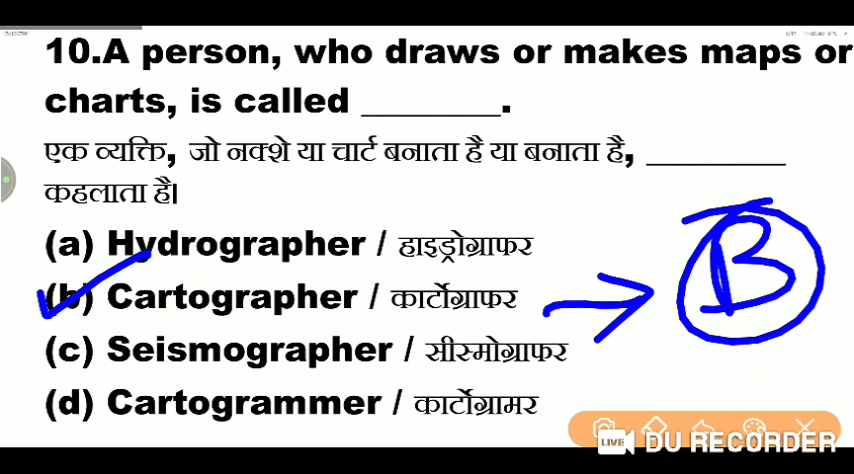 10.A person, who draws or makes maps or
charts, is called ________.
एक व्यक्ति, जो नक्शे या चार्ट बनाता है या बनाता है, ________
कहलाता है।
(a) Hydrographer / हाइड्रोग्राफर
(b) Cartographer / कार्टोग्राफर
B
(c) Seismographer / सीस्मोग्राफर
(d) Cartogrammer / कार्टोग्रामर
LIVE DU RECORDER